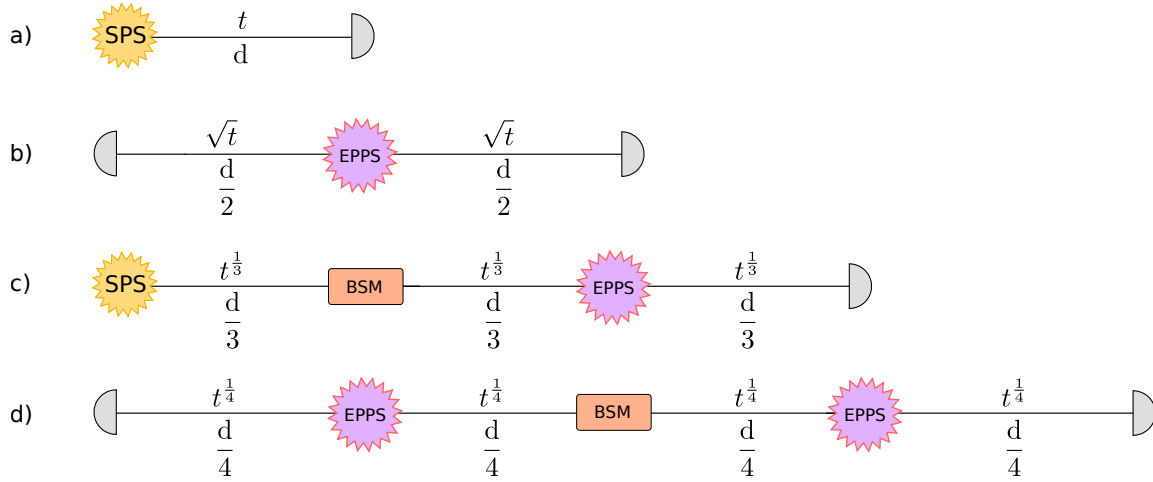 a) SPS t
d
b) √t EPPS √t
d/2 d/2
c) SPS t^{1/3} BSM t^{1/3} EPPS t^{1/3}
d/3 d/3 d/3
d) t^{1/4} EPPS t^{1/4} BSM t^{1/4} EPPS t^{1/4}
d/4 d/4 d/4 d/4